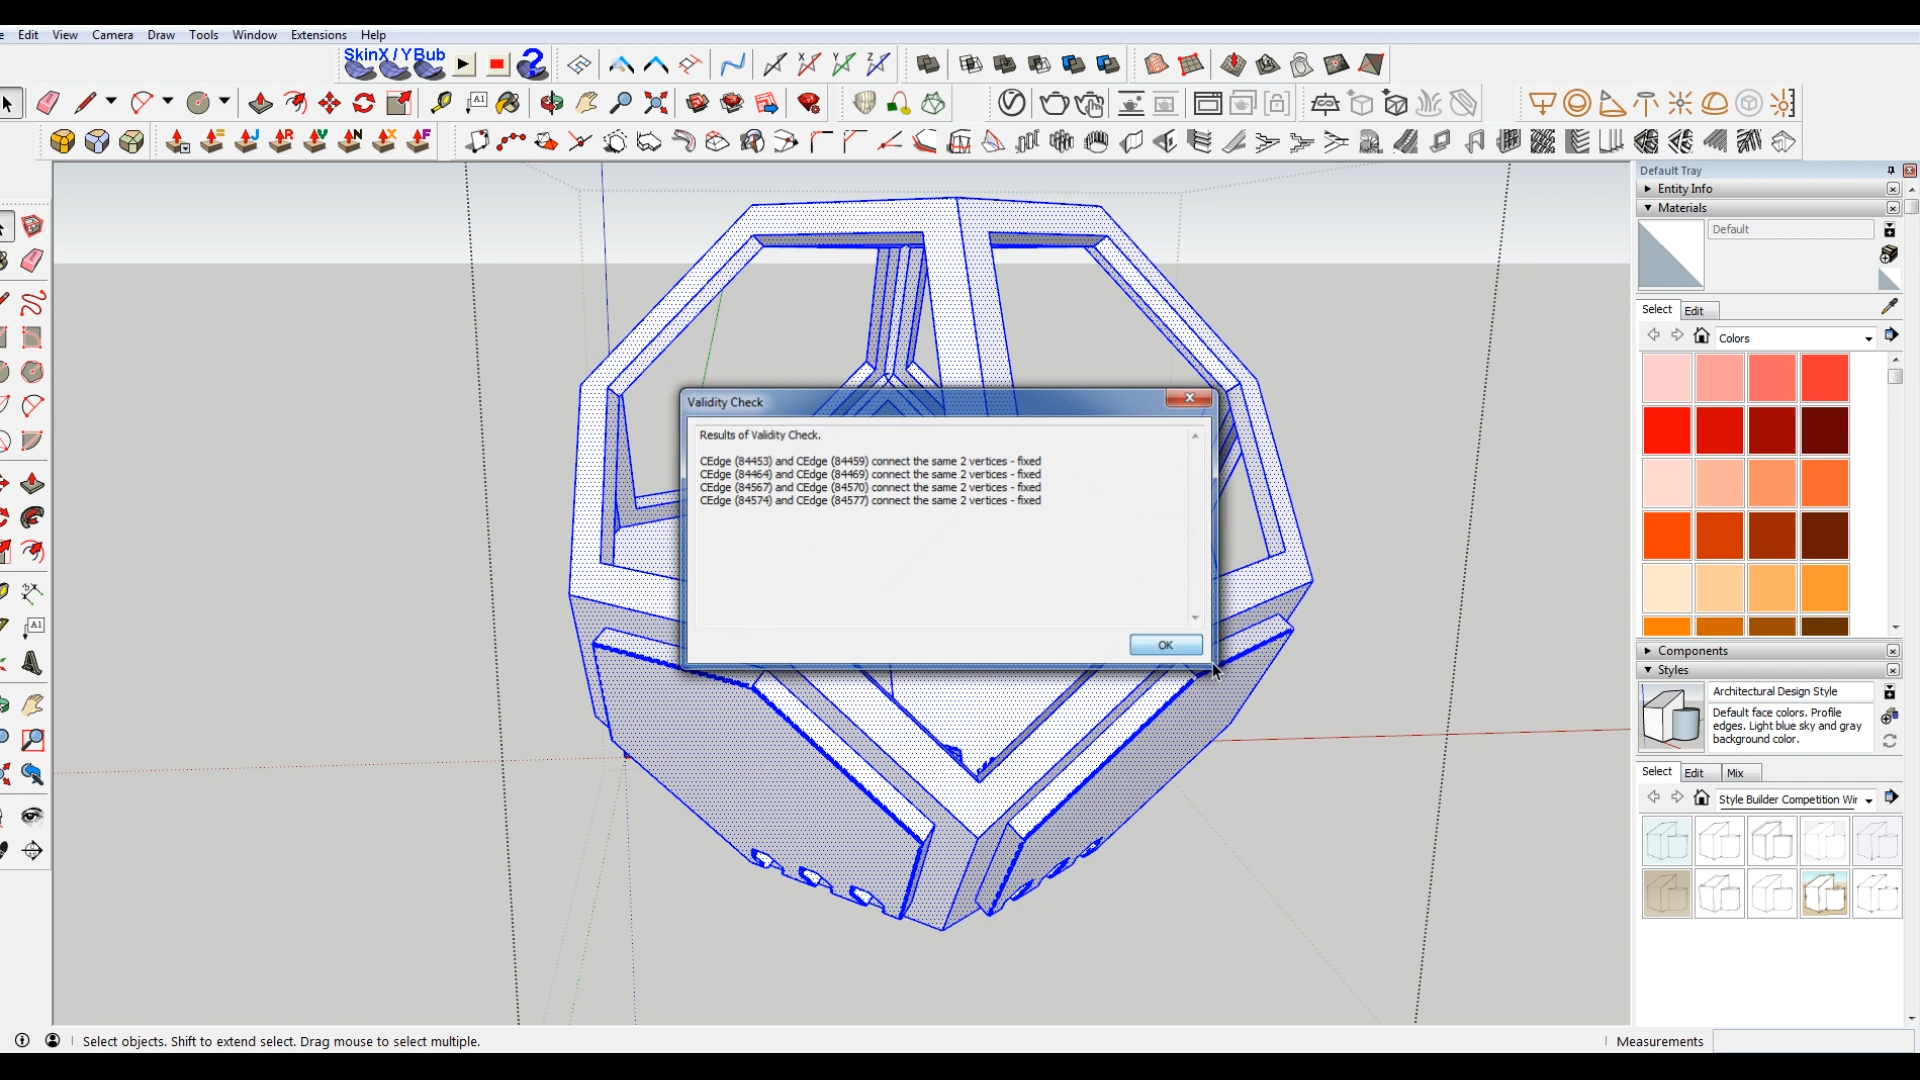 Edit View Camera Draw Tools Window Extensions Help
SkinX / YBub
?
X
Y
Z
A1
= J R V N X F
Default Tray
Entity Info
Materials
Default
Select Edit
Colors
A1
Validity Check
Results of Validity Check.
CEdge (84453) and CEdge (84459) connect the same 2 vertices - fixed
CEdge (84464) and CEdge (84469) connect the same 2 vertices - fixed
CEdge (84567) and CEdge (84570) connect the same 2 vertices - fixed
CEdge (84574) and CEdge (84577) connect the same 2 vertices - fixed
OK
Components
Styles
Architectural Design Style
Default face colors. Profile
edges. Light blue sky and gray
background color.
Select Edit Mix
Style Builder Competition Wir
Select objects. Shift to extend select. Drag mouse to select multiple.
Measurements